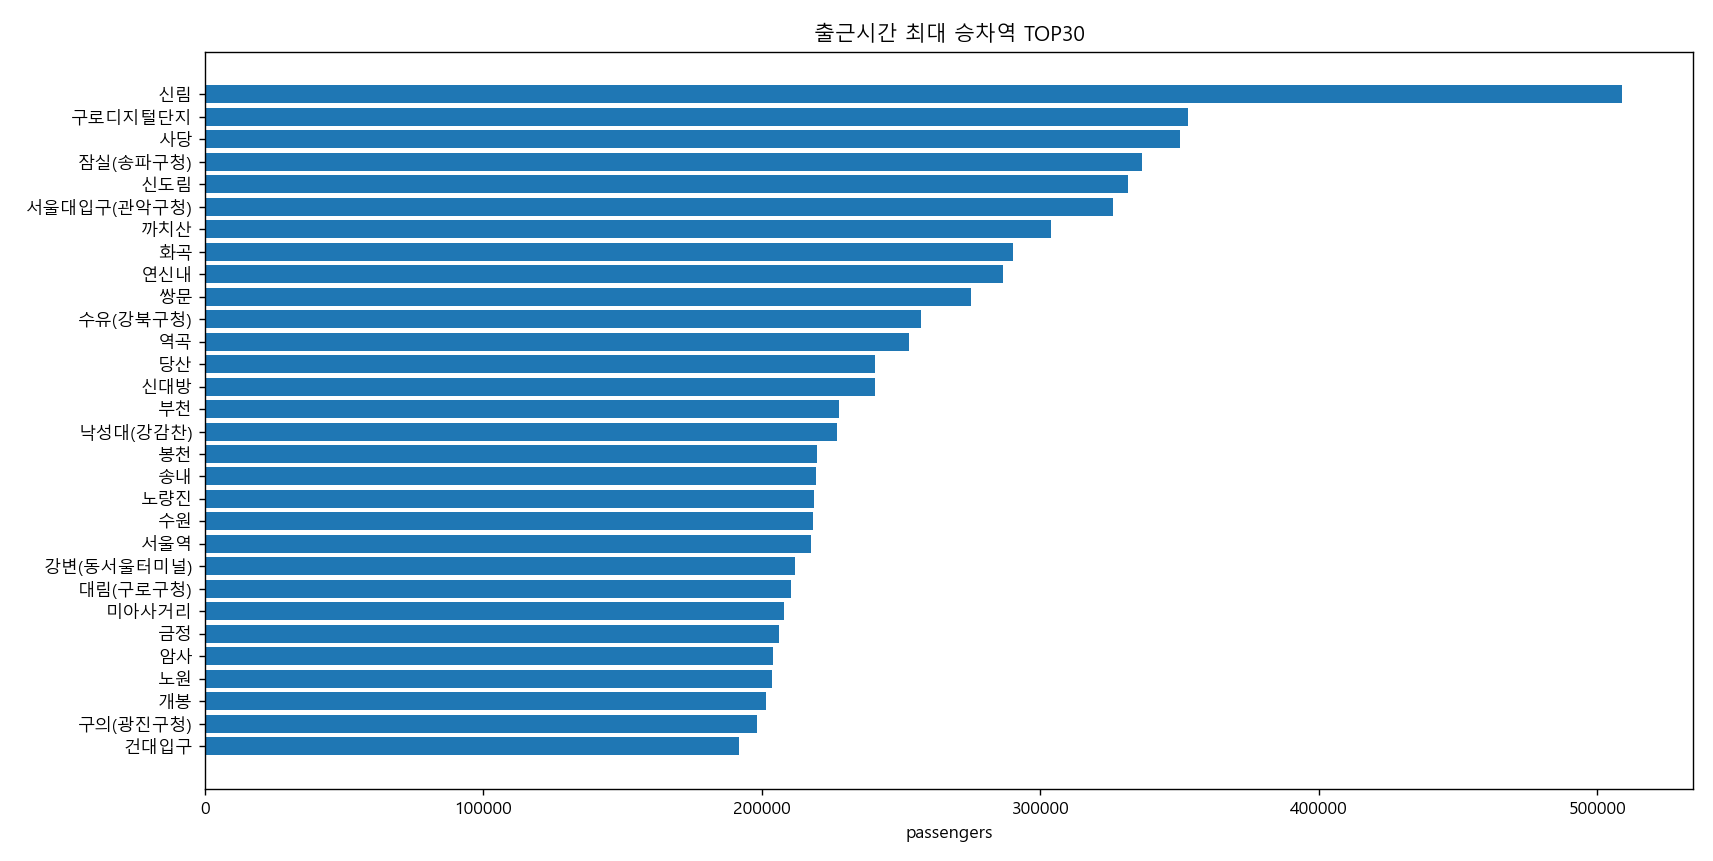 출근시간 최대 승차역 TOP30
신림
구로디지털단지
사당
잠실(송파구청)
신도림
서울대입구(관악구청)
까치산
화곡
연신내
쌍문
수유(강북구청)
역곡
당산
신대방
부천
낙성대(강감찬)
봉천
송내
노량진
수원
서울역
강변(동서울터미널)
대림(구로구청)
미아사거리
금정
암사
노원
개봉
구의(광진구청)
건대입구
0 100000 200000 300000 400000 500000
passengers